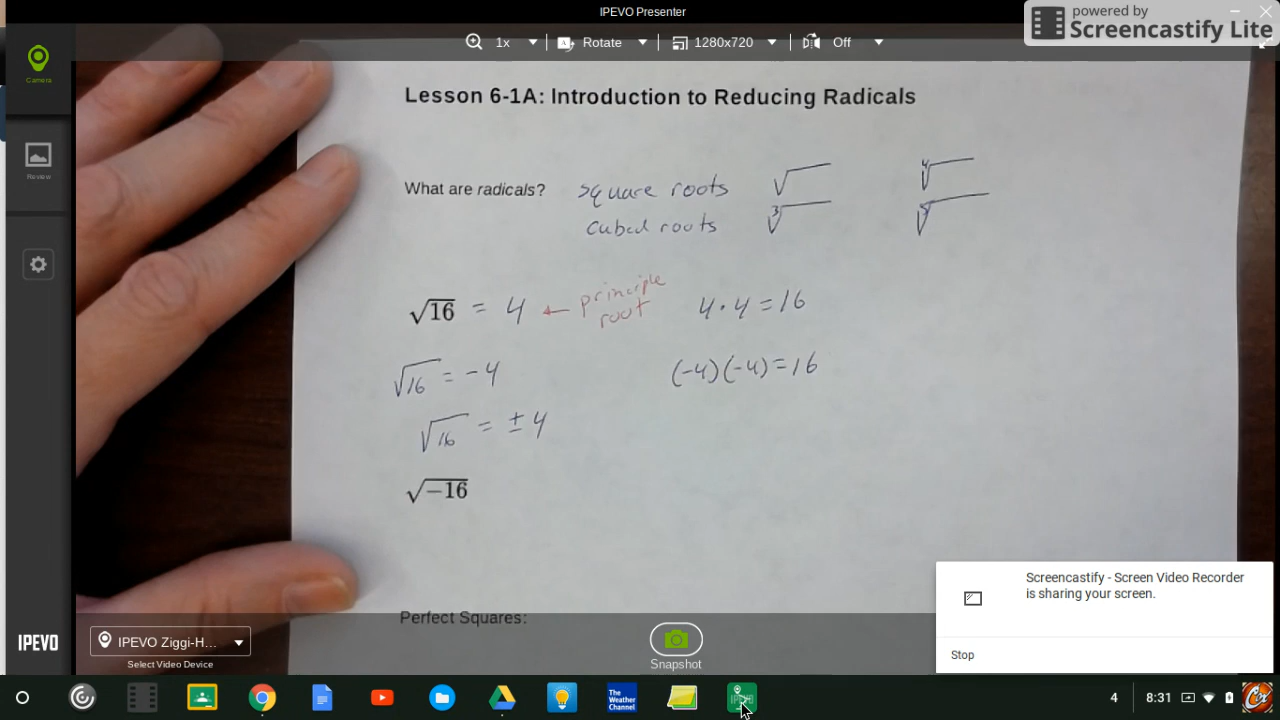 IPEVO Presenter
powered by
Screencastify Lite
1x Rotate 1280x720 Off
Camera
Review
Lesson 6-1A: Introduction to Reducing Radicals
What are radicals? square roots √ ∜
cubed roots ∛
√16 = 4 ← principle root 4 · 4 = 16
√16 = -4 (-4)(-4) = 16
√16 = ± 4
√-16
Perfect Squares:
Screencastify - Screen Video Recorder
is sharing your screen.
Stop
IPEVO
IPEVO Ziggi-H...
Select Video Device
Snapshot
The Weather Channel
4 8:31